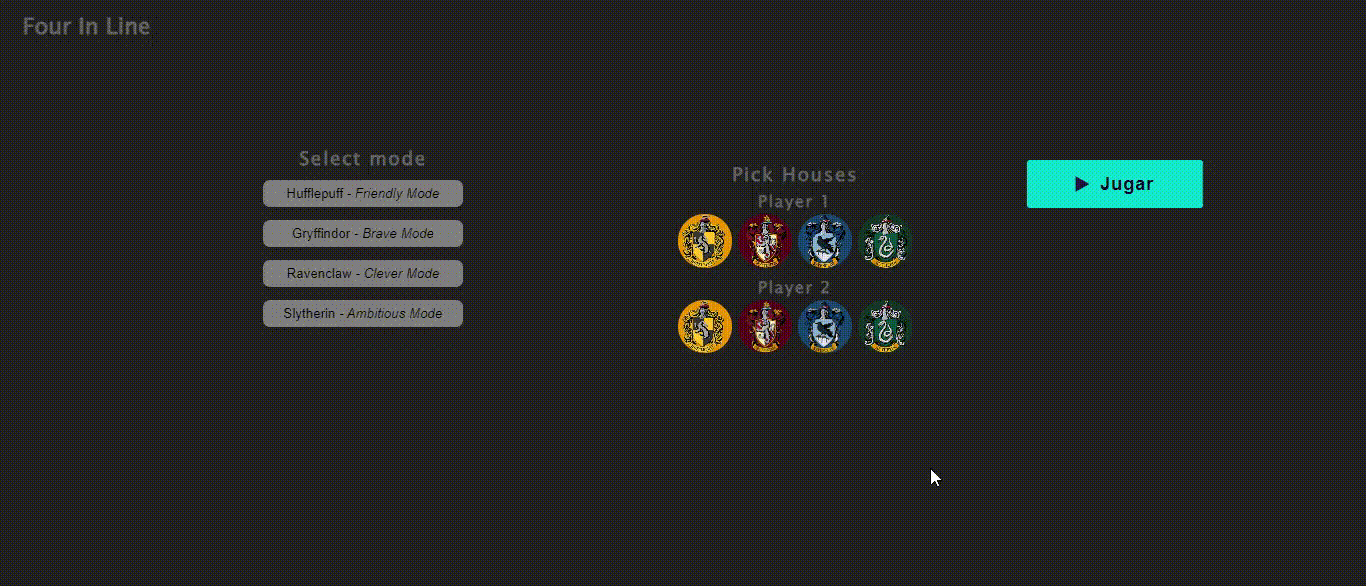 Four In Line
Select mode
Hufflepuff - Friendly Mode
Gryffindor - Brave Mode
Ravenclaw - Clever Mode
Slytherin - Ambitious Mode
Pick Houses
Player 1
Player 2
Jugar